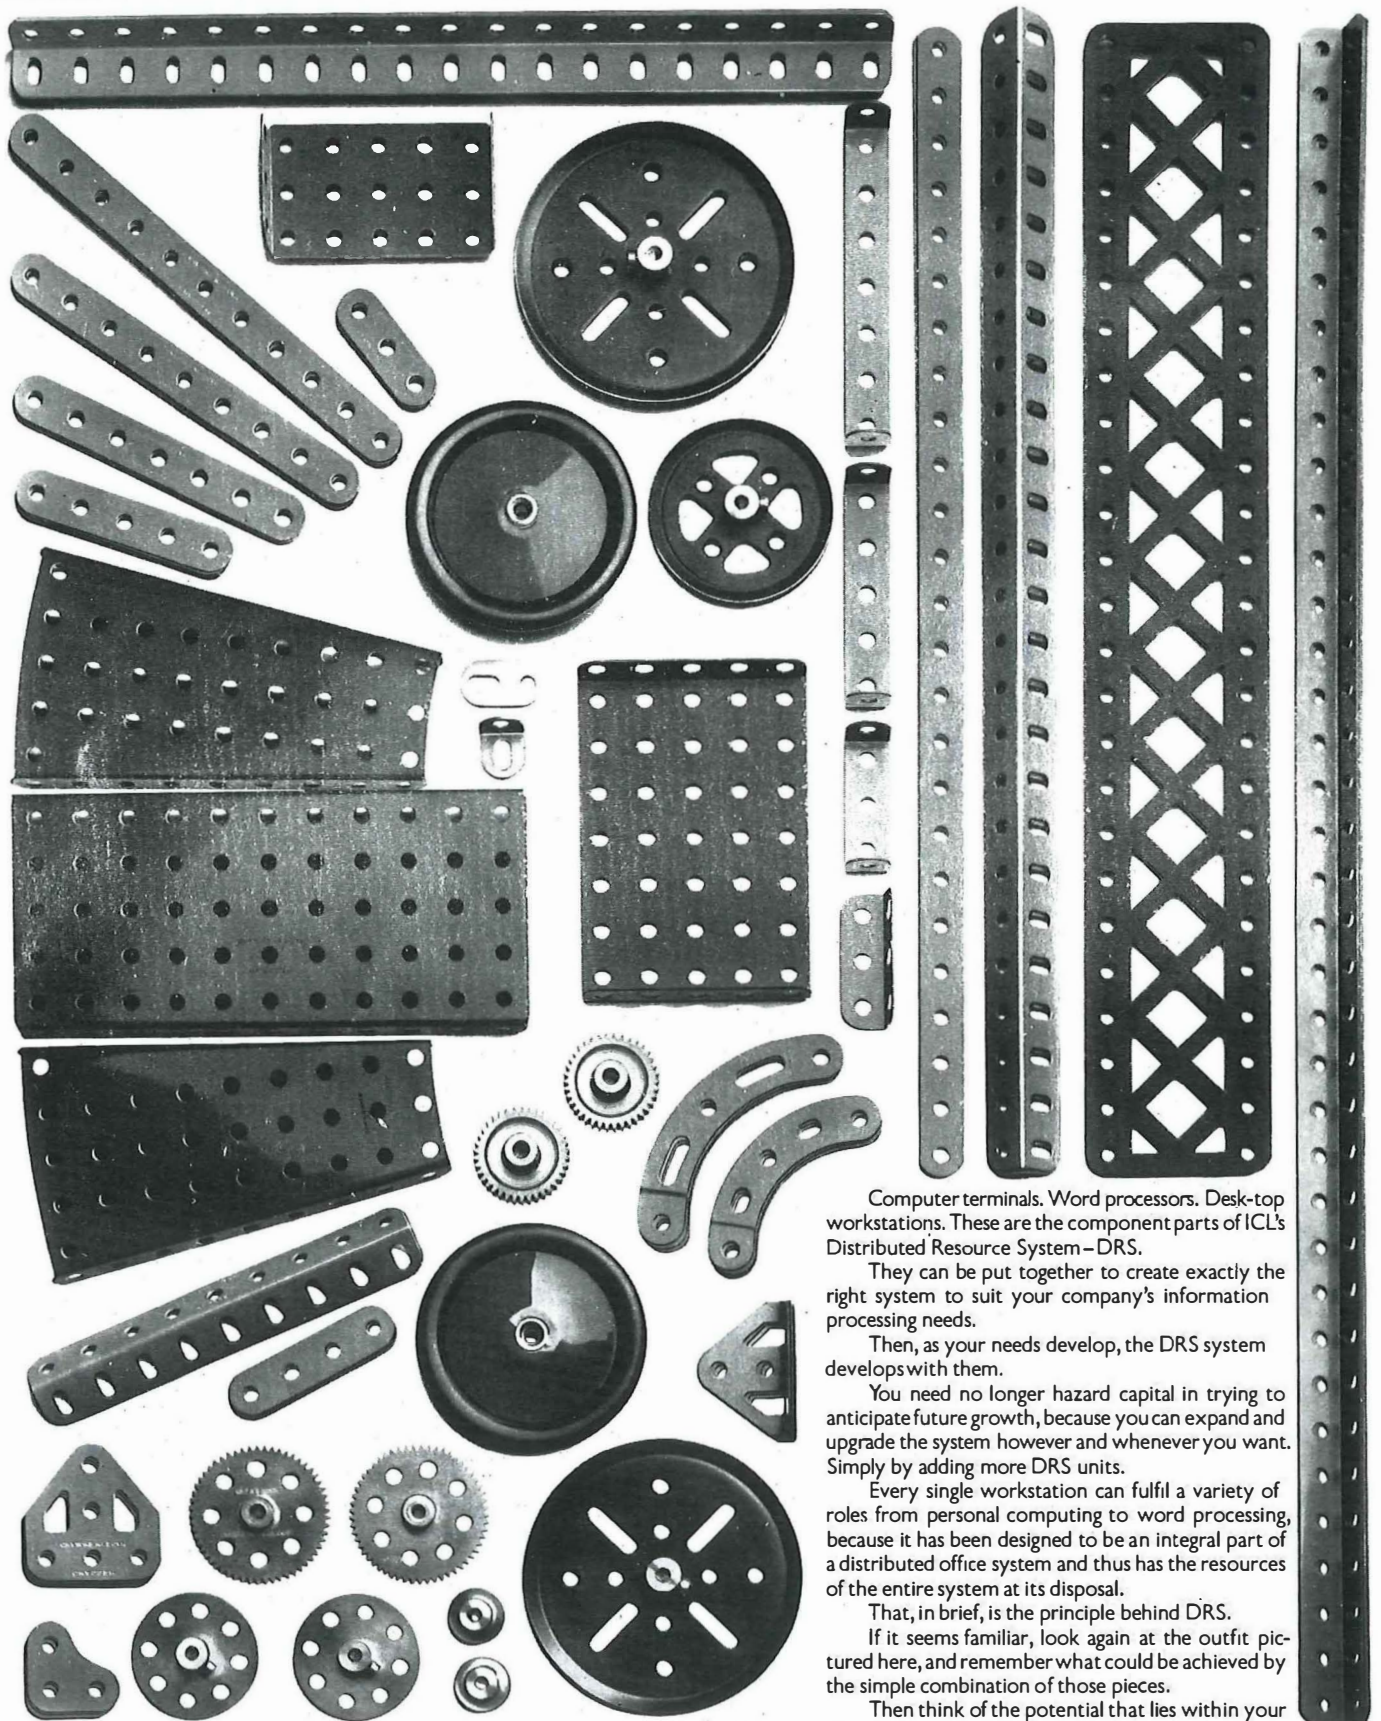 Computer terminals. Word processors. Desk-top
workstations. These are the component parts of ICL's
Distributed Resource System – DRS.
They can be put together to create exactly the
right system to suit your company's information
processing needs.
Then, as your needs develop, the DRS system
develops with them.
You need no longer hazard capital in trying to
anticipate future growth, because you can expand and
upgrade the system however and whenever you want.
Simply by adding more DRS units.
Every single workstation can fulfil a variety of
roles from personal computing to word processing,
because it has been designed to be an integral part of
a distributed office system and thus has the resources
of the entire system at its disposal.
That, in brief, is the principle behind DRS.
If it seems familiar, look again at the outfit pic-
tured here, and remember what could be achieved by
the simple combination of those pieces.
Then think of the potential that lies within your